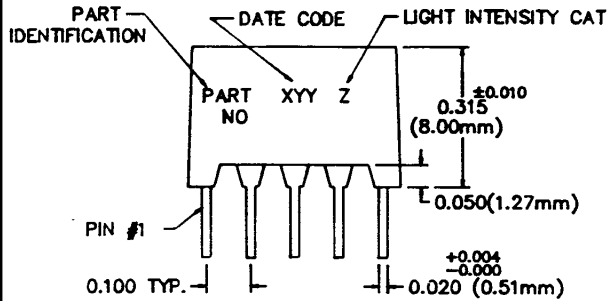 PART IDENTIFICATION
DATE CODE
LIGHT INTENSITY CAT
PART NO
XYY
Z
±0.010
0.315
(8.00mm)
0.050(1.27mm)
PIN #1
0.100 TYP.
+0.004
-0.000
0.020 (0.51mm)